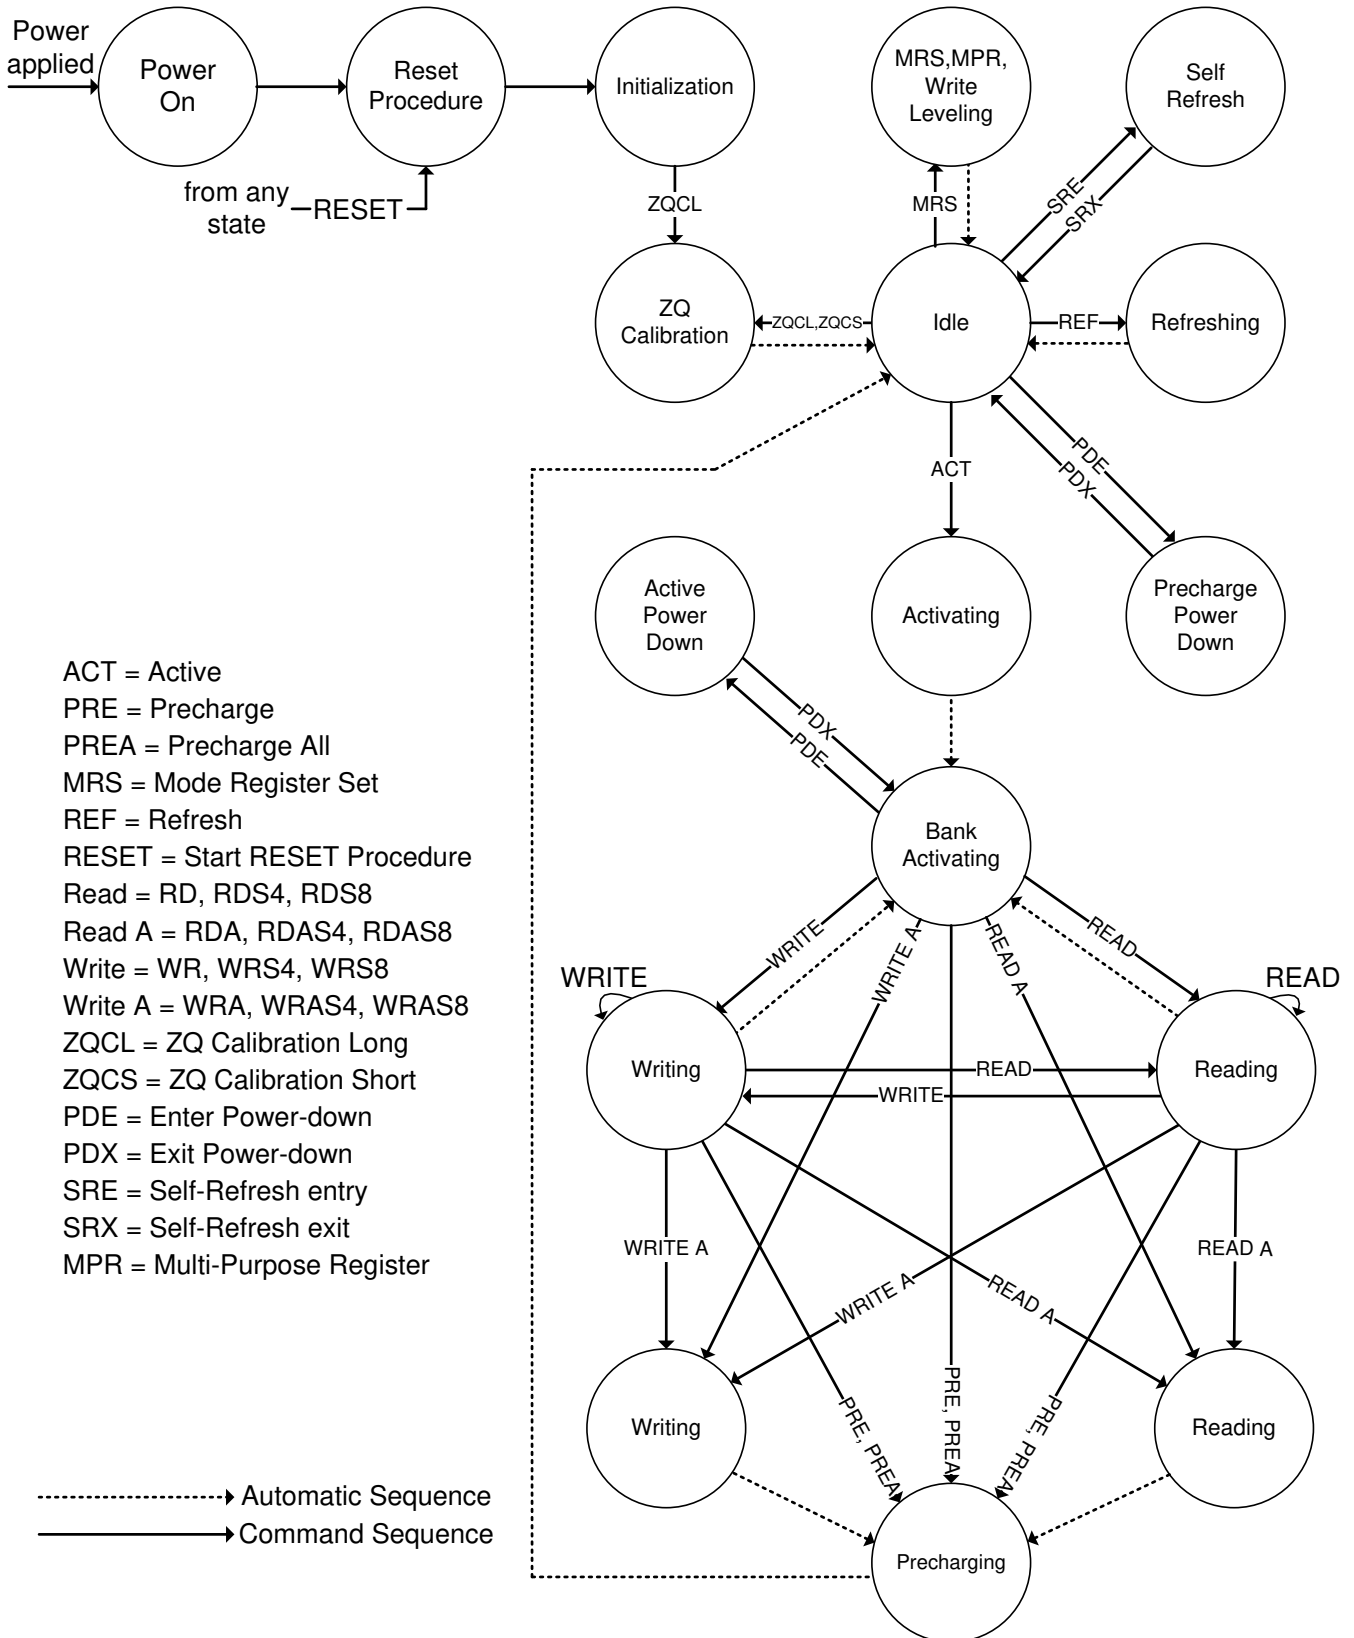 Power
applied
Power
On
Reset
Procedure
Initialization
MRS,MPR,
Write
Leveling
Self
Refresh
from any
state
RESET
ZQCL
MRS
SRE
SRX
ZQ
Calibration
ZQCL,ZQCS
Idle
REF
Refreshing
ACT
PDE
PDX
Active
Power
Down
Activating
Precharge
Power
Down
PDX
PDE
Bank
Activating
ACT = Active
PRE = Precharge
PREA = Precharge All
MRS = Mode Register Set
REF = Refresh
RESET = Start RESET Procedure
Read = RD, RDS4, RDS8
Read A = RDA, RDAS4, RDAS8
Write = WR, WRS4, WRS8
Write A = WRA, WRAS4, WRAS8
ZQCL = ZQ Calibration Long
ZQCS = ZQ Calibration Short
PDE = Enter Power-down
PDX = Exit Power-down
SRE = Self-Refresh entry
SRX = Self-Refresh exit
MPR = Multi-Purpose Register
WRITE
WRITE A
READ A
READ
WRITE
READ
Writing
READ
WRITE
Reading
WRITE A
WRITE A
READ A
READ A
PRE, PREA
PRE, PREA
PRE, PREA
Writing
Reading
Precharging
Automatic Sequence
Command Sequence